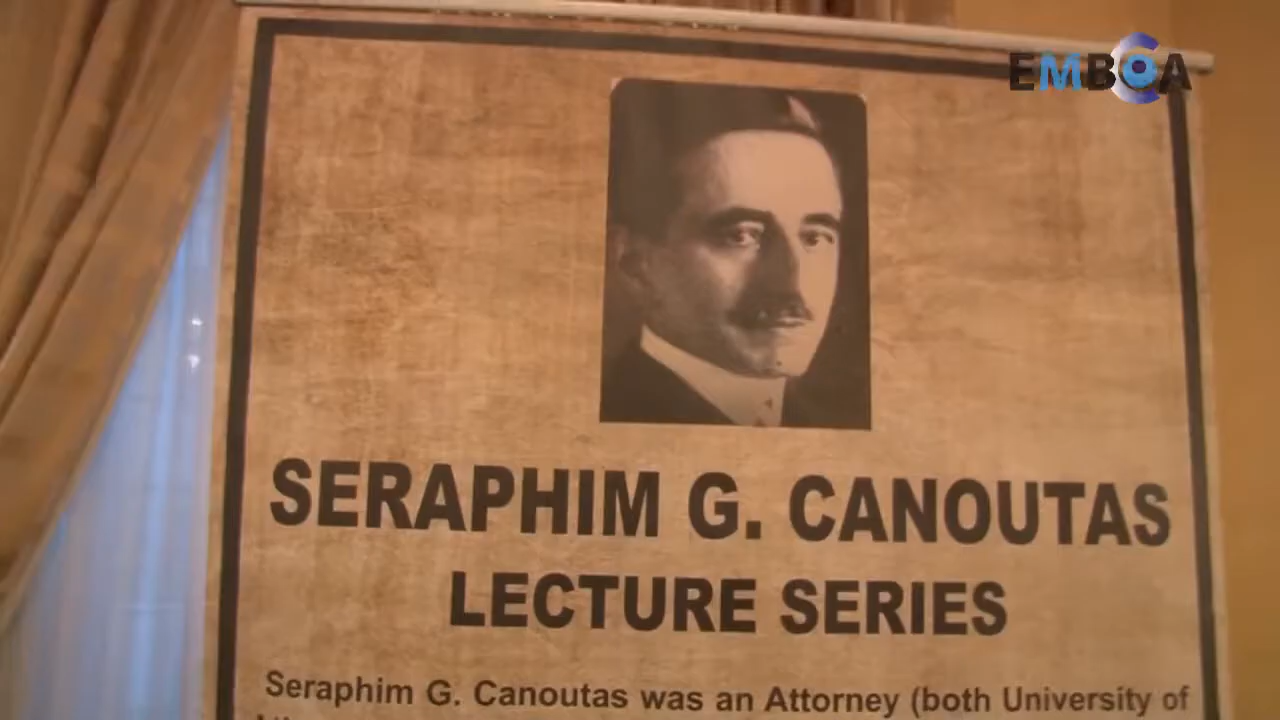 EMBCA
SERAPHIM G. CANOUTAS
LECTURE SERIES
Seraphim G. Canoutas was an Attorney (both University of